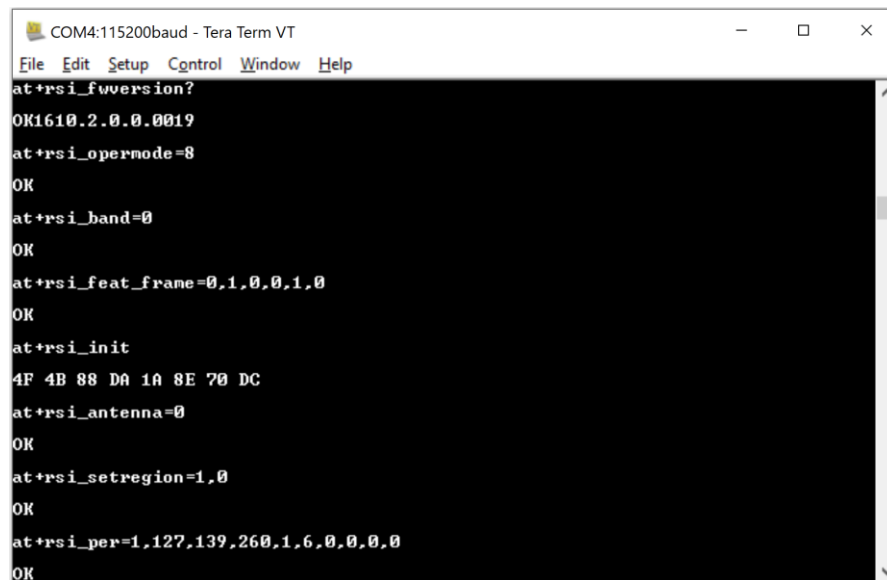 COM4:115200baud - Tera Term VT
File Edit Setup Control Window Help
at+rsi_fwversion?
OK1610.2.0.0.0019
at+rsi_opermode=8
OK
at+rsi_band=0
OK
at+rsi_feat_frame=0,1,0,0,1,0
OK
at+rsi_init
4F 4B 88 DA 1A 8E 70 DC
at+rsi_antenna=0
OK
at+rsi_setregion=1,0
OK
at+rsi_per=1,127,139,260,1,6,0,0,0,0
OK